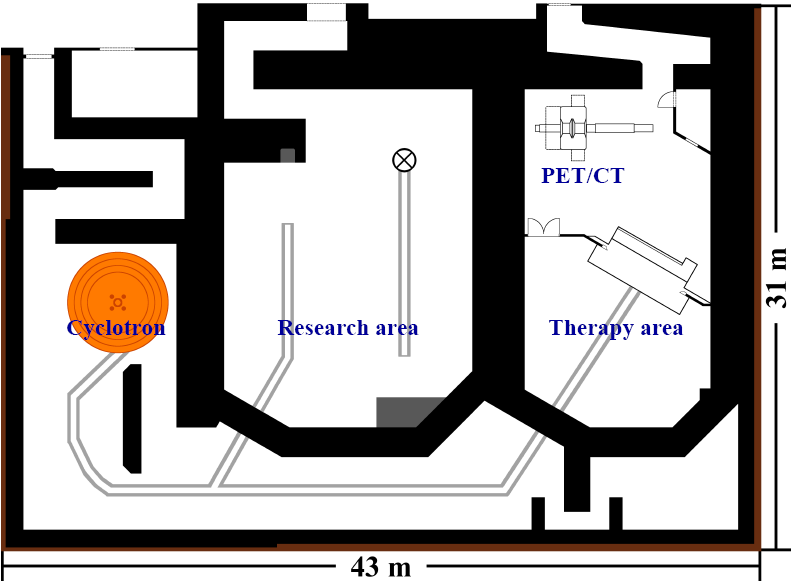 PET/CT
Cyclotron
Research area
Therapy area
31 m
43 m